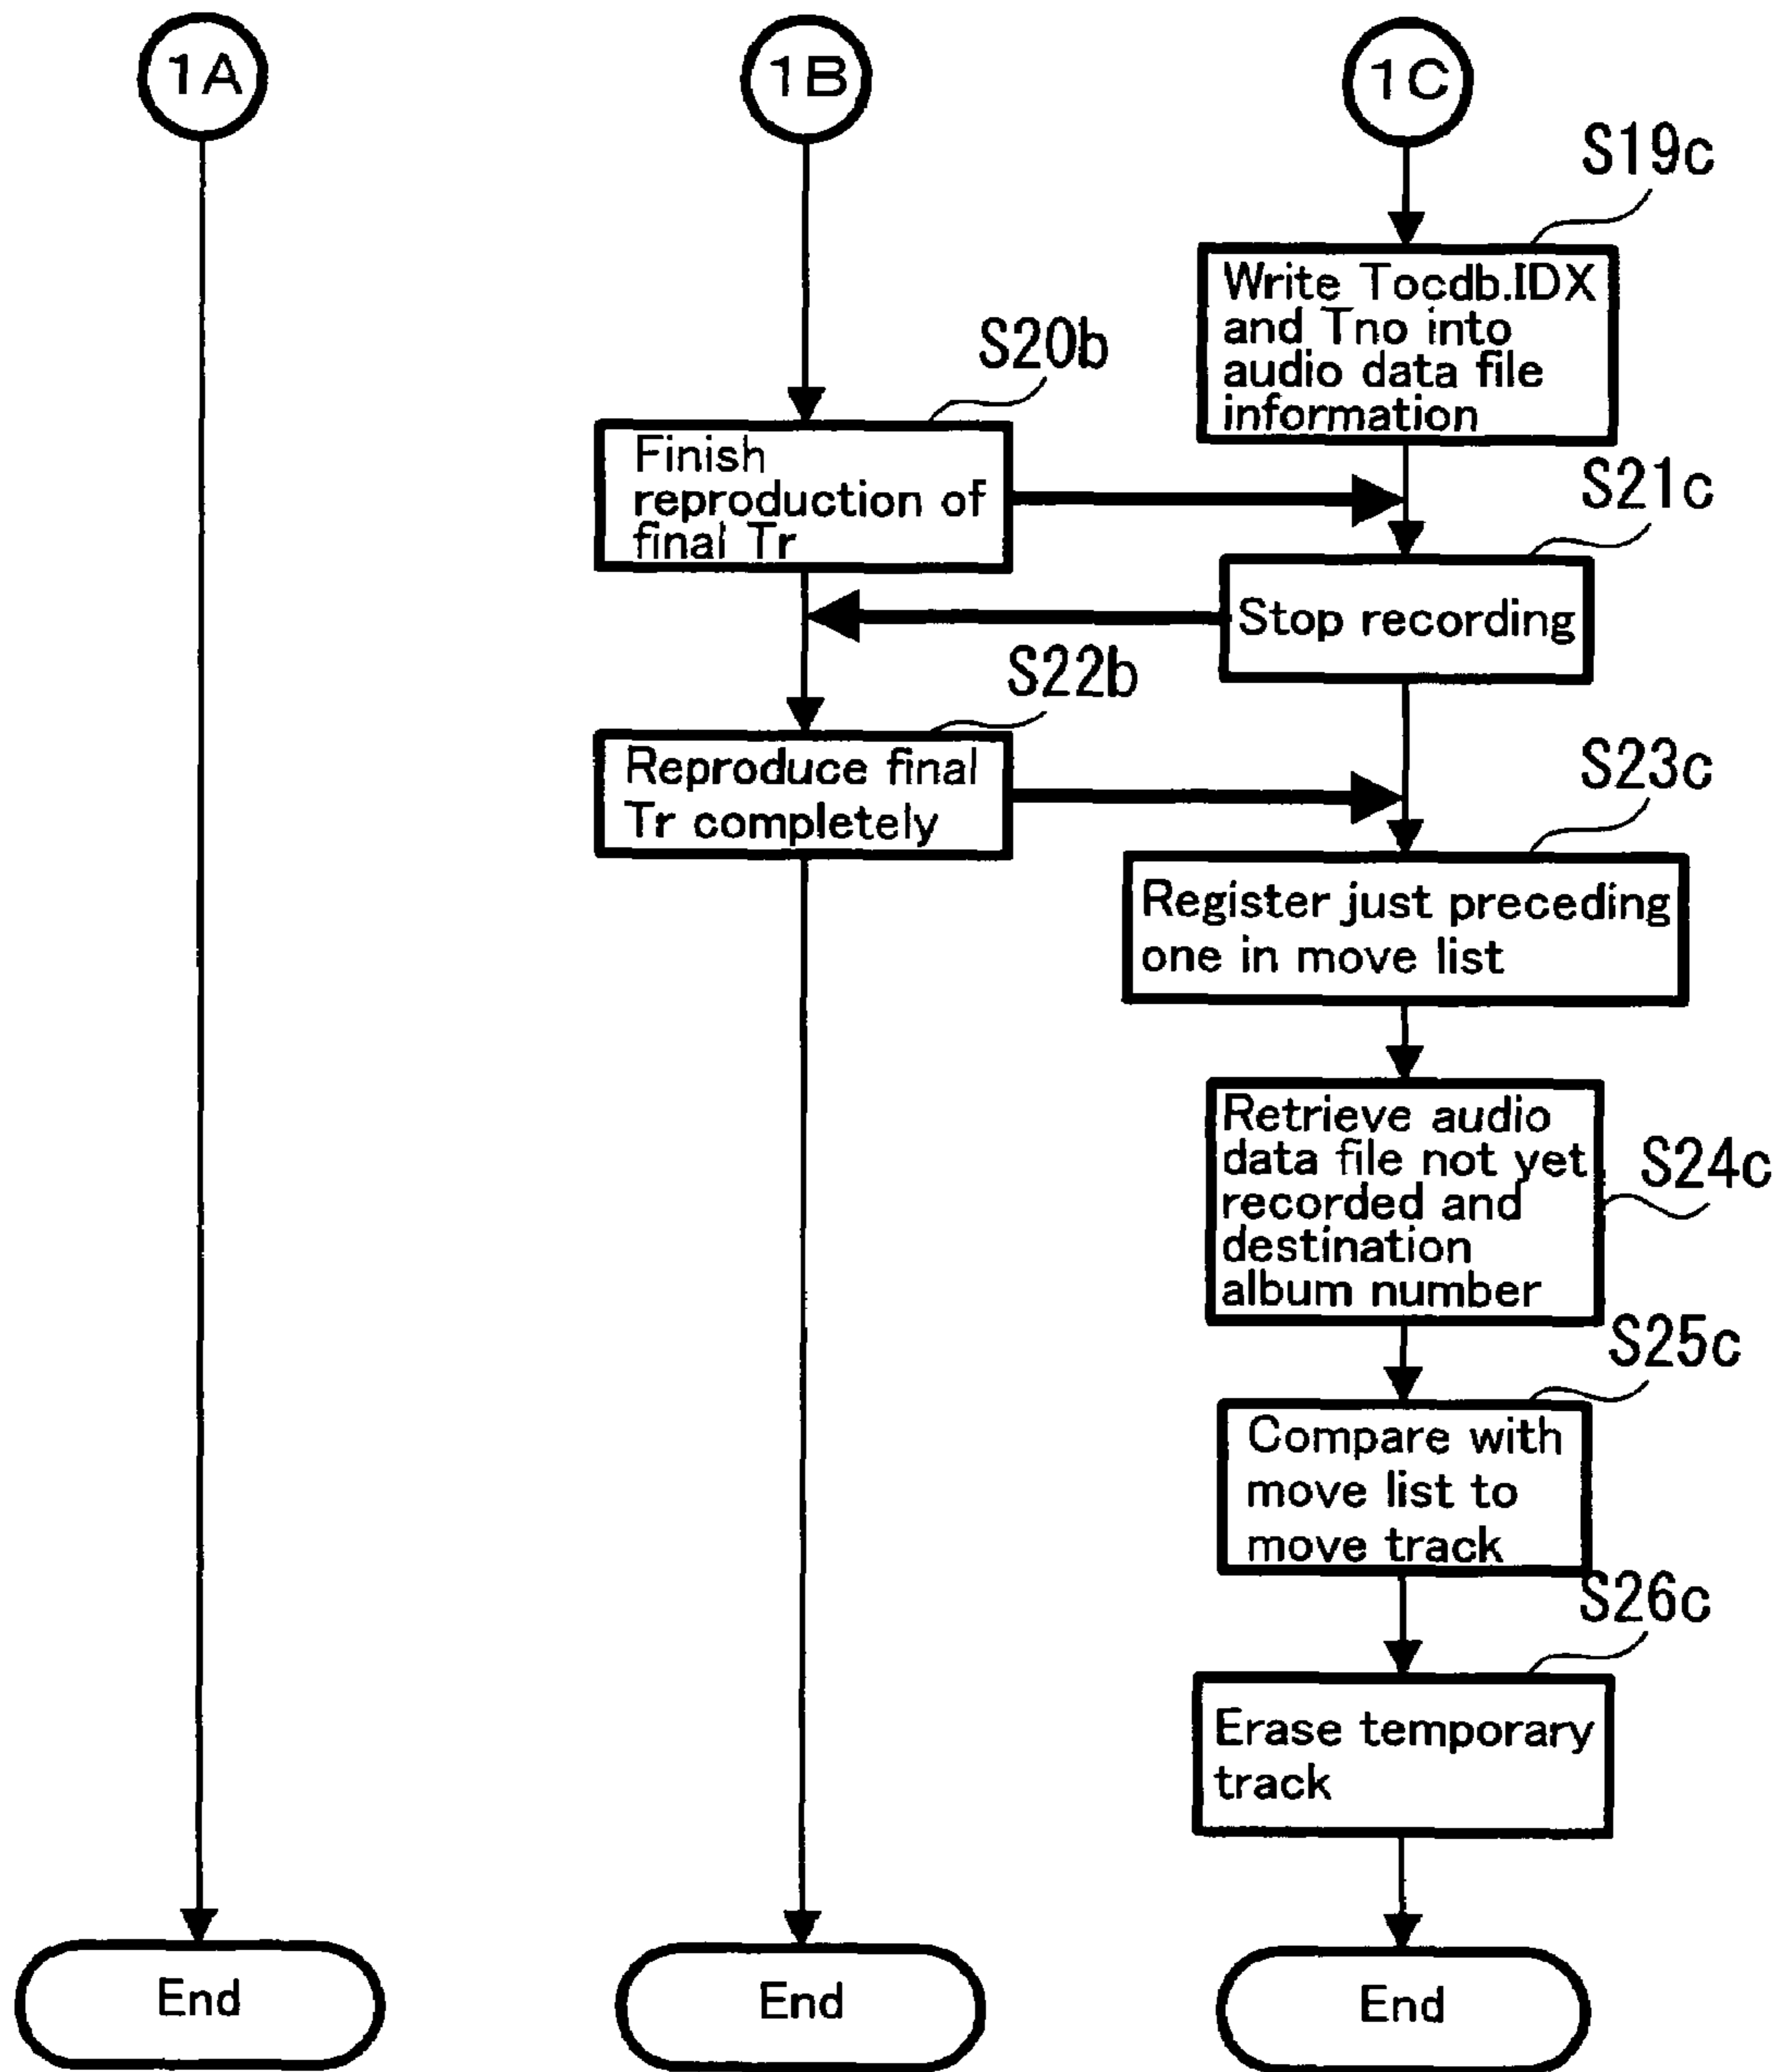 1A
1B
1C
S19c
Write Tocdb.IDX
and Tno into
audio data file
information
S20b
Finish
reproduction of
final Tr
S21c
Stop recording
S22b
Reproduce final
Tr completely
S23c
Register just preceding
one in move list
Retrieve audio
data file not yet
recorded and
destination
album number
S24c
S25c
Compare with
move list to
move track
S26c
Erase temporary
track
End
End
End